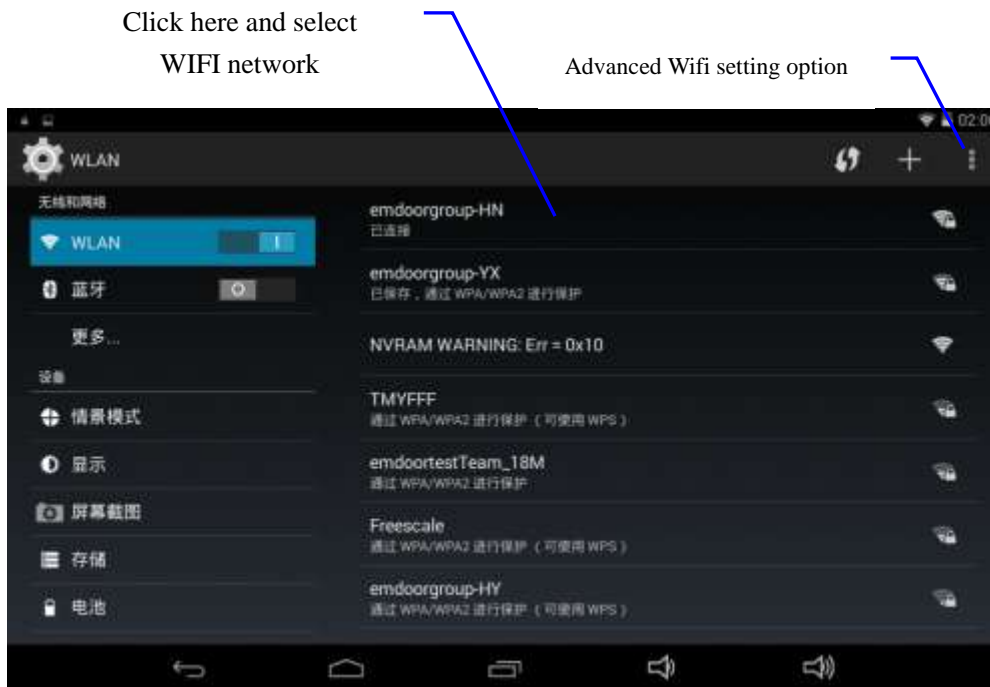 Click here and select
WIFI network
Advanced Wifi setting option
02:0
WLAN
无线和网络
WLAN
蓝牙
更多...
设备
情景模式
显示
屏幕截图
存储
电池
emdoorgroup-HN
已连接
emdoorgroup-YX
已保存，通过 WPA/WPA2 进行保护
NVRAM WARNING: Err = 0x10
TMYFFF
通过 WPA/WPA2 进行保护（可使用 WPS）
emdoortestTeam_18M
通过 WPA/WPA2 进行保护
Freescale
通过 WPA/WPA2 进行保护（可使用 WPS）
emdoorgroup-HY
通过 WPA/WPA2 进行保护（可使用 WPS）